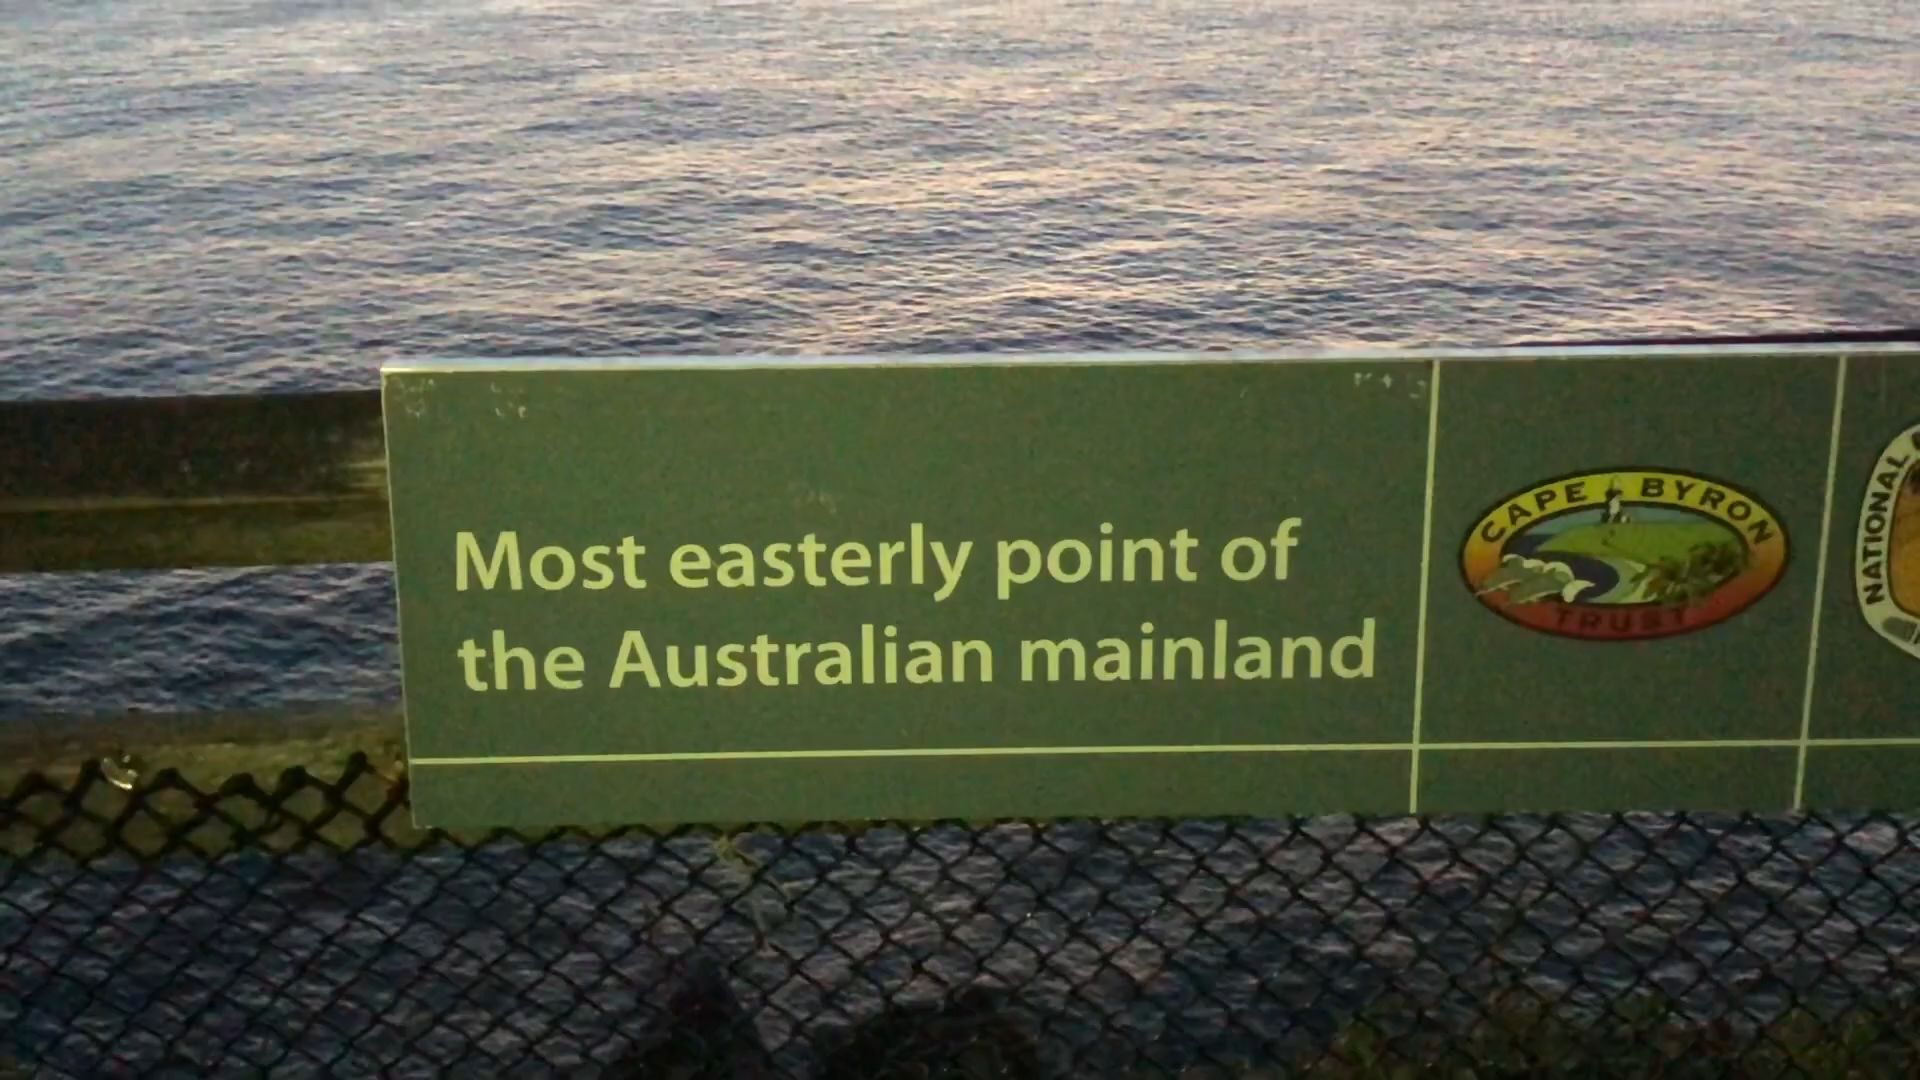 Most easterly point of
the Australian mainland
CAPE BYRON
TRUST
NATIONAL